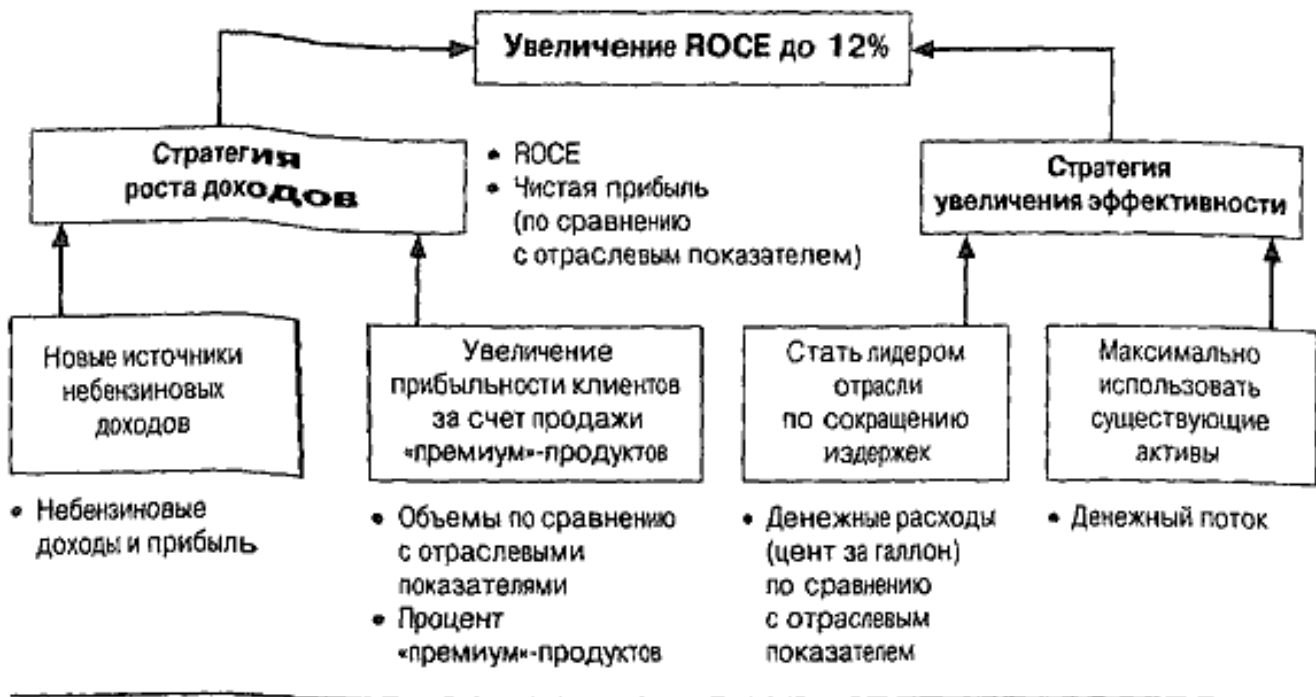 Увеличение ROCE до 12%
Стратегия
роста доходов
• ROCE
• Чистая прибыль
(по сравнению
с отраслевым показателем)
Стратегия
увеличения эффективности
Новые источники
небензиновых
доходов
Увеличение
прибыльности клиентов
за счет продажи
«премиум»-продуктов
Стать лидером
отрасли
по сокращению
издержек
Максимально
использовать
существующие
активы
• Небензиновые
доходы и прибыль
• Объемы по сравнению
с отраслевыми
показателями
• Процент
«премиум»-продуктов
• Денежные расходы
(цент за галлон)
по сравнению
с отраслевым
показателем
• Денежный поток